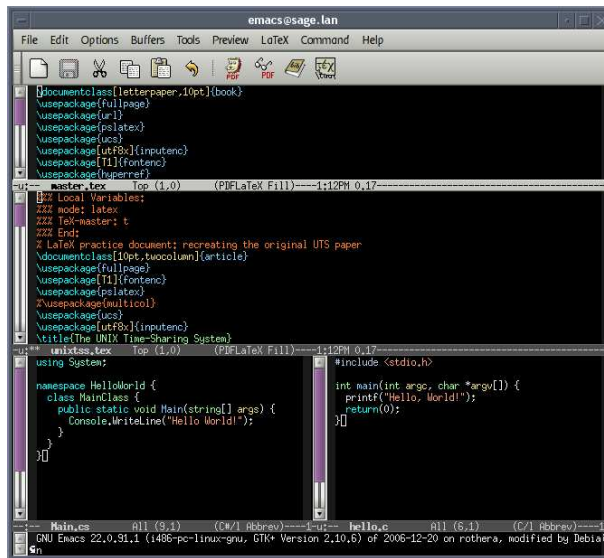 emacs@sage.lan
File Edit Options Buffers Tools Preview LaTeX Command Help
PDF PDF
\documentclass[letterpaper,10pt]{book}
\usepackage{fullpage}
\usepackage{url}
\usepackage{pslatex}
\usepackage{ucs}
\usepackage[utf8x]{inputenc}
\usepackage[T1]{fontenc}
\usepackage{hyperref}
-u:-- master.tex Top (1,0) (PDFLaTeX Fill)----1:12PM 0.17----
%%% Local Variables:
%%% mode: latex
%%% TeX-master: t
%%% End:
% LaTeX practice document: recreating the original UTS paper
\documentclass[10pt,twocolumn]{article}
\usepackage{fullpage}
\usepackage[T1]{fontenc}
\usepackage{pslatex}
%\usepackage{multicol}
\usepackage{ucs}
\usepackage[utf8x]{inputenc}
\title{The UNIX Time-Sharing System}
-u:** unixtss.tex Top (1,0) (PDFLaTeX Fill)----1:12PM 0.17----
using System;
namespace HelloWorld {
class MainClass {
public static void Main(string[] args) {
Console.WriteLine("Hello World!");
}
}
}
--:-- Main.cs All (9,1) (C#/l Abbrev)----1
#include <stdio.h>
int main(int argc, char *argv[]) {
printf("Hello, World!");
return(0);
}
-u:-- hello.c All (6,1) (C/l Abbrev)--
GNU Emacs 22.0.91.1 (i486-pc-linux-gnu, GTK+ Version 2.10.6) of 2006-12-20 on rothera, modified by Debia